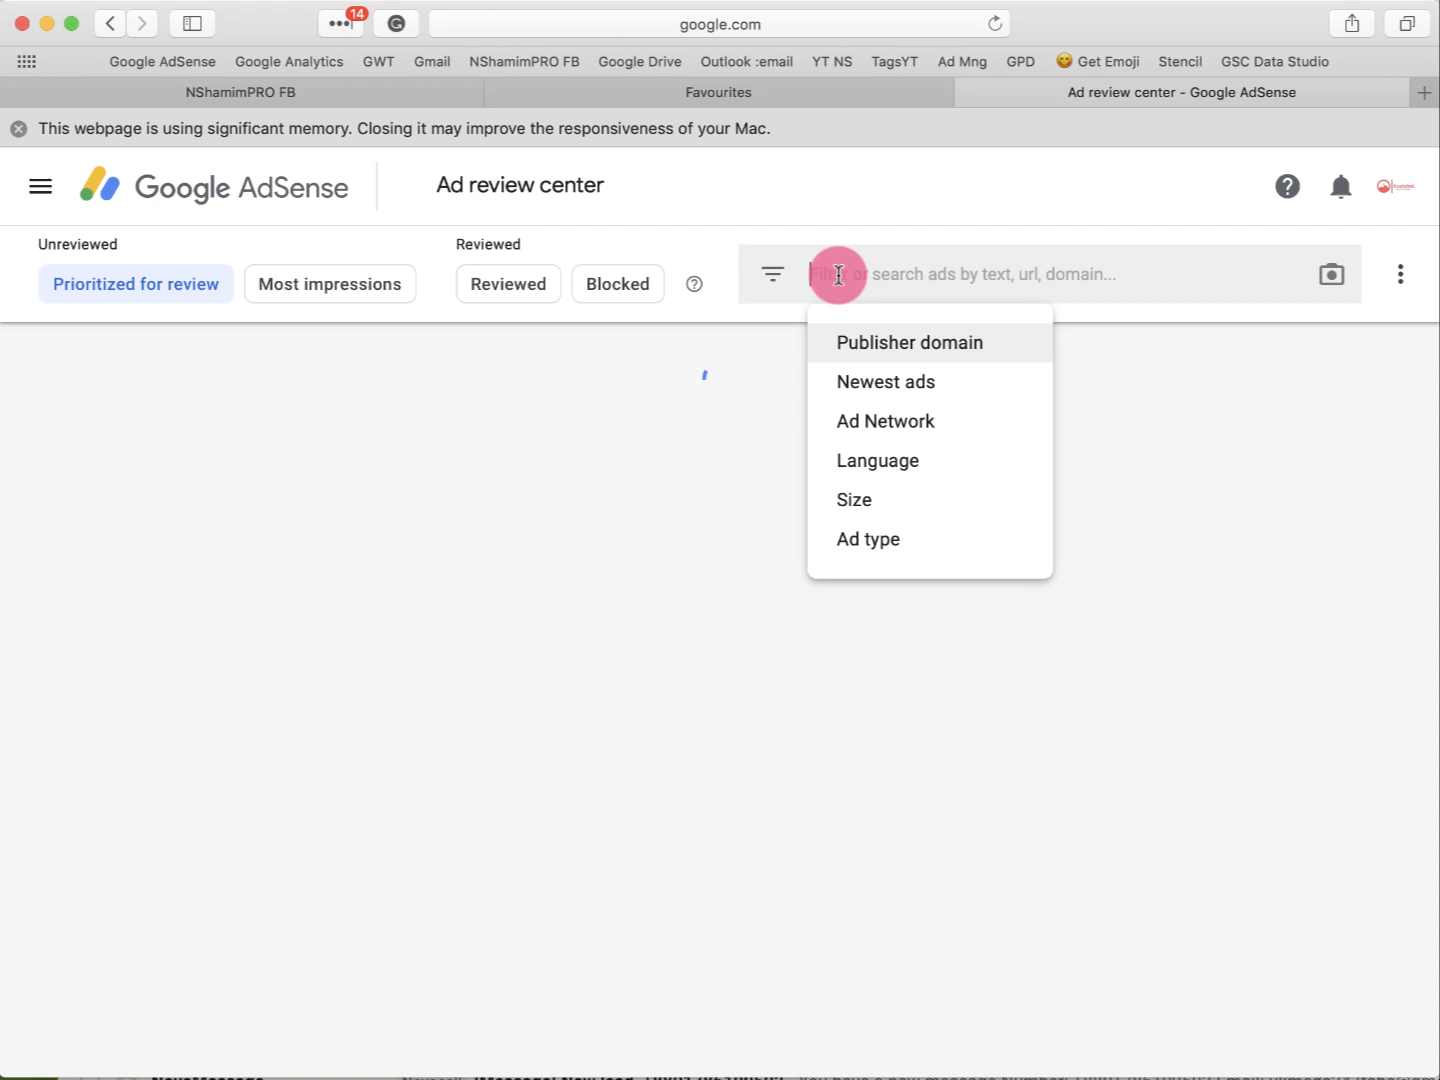 14
google.com
Google AdSense Google Analytics GWT Gmail NShamimPRO FB Google Drive Outlook :email YT NS TagsYT Ad Mng GPD 😋 Get Emoji Stencil GSC Data Studio
NShamimPRO FB Favourites Ad review center - Google AdSense
This webpage is using significant memory. Closing it may improve the responsiveness of your Mac.
Google AdSense Ad review center
Unreviewed Reviewed
Prioritized for review Most impressions Reviewed Blocked
Filter or search ads by text, url, domain...
Publisher domain
Newest ads
Ad Network
Language
Size
Ad type